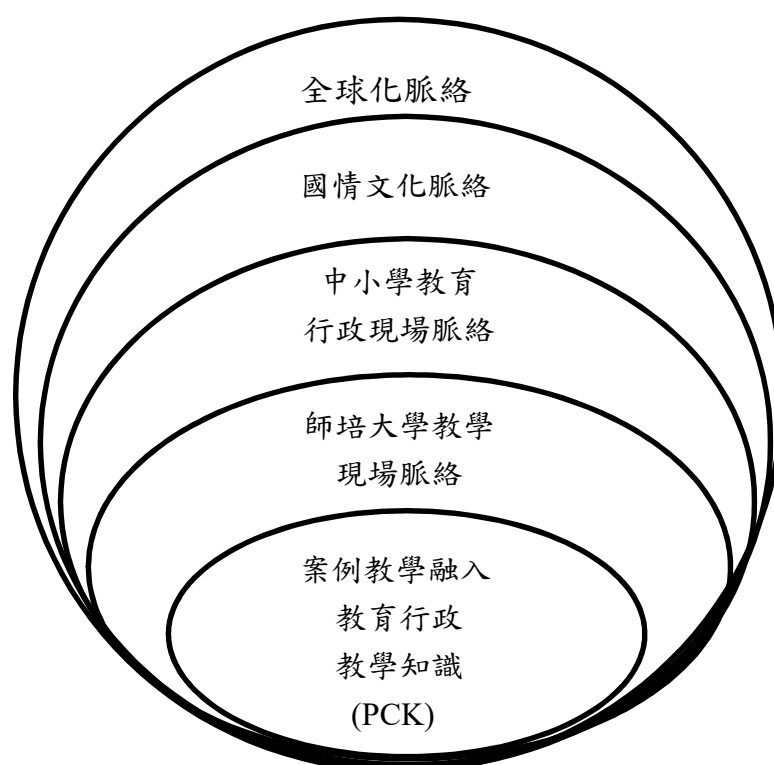 全球化脈絡
國情文化脈絡
中小學教育
行政現場脈絡
師培大學教學
現場脈絡
案例教學融入
教育行政
教學知識
(PCK)